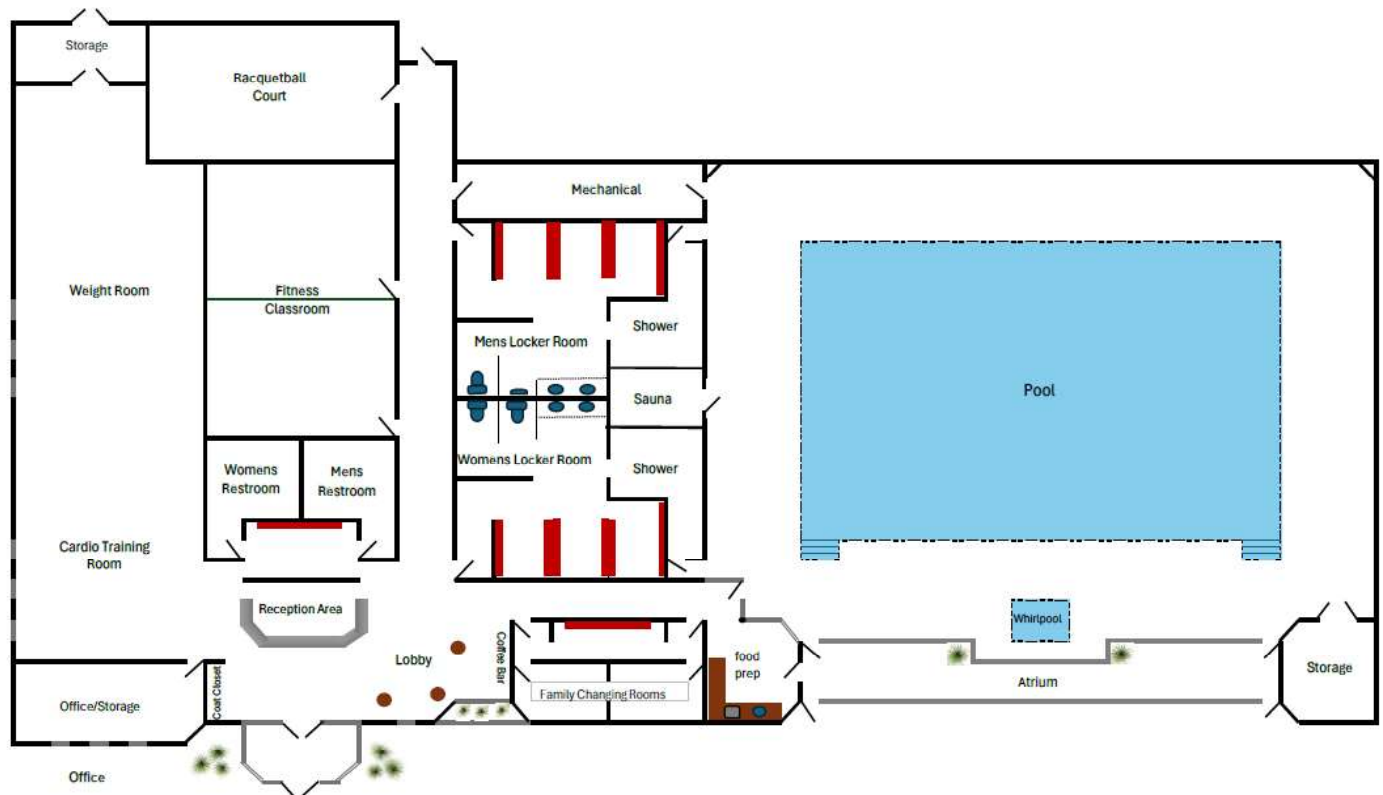 Storage
Racquetball
Court
Mechanical
Weight Room
Fitness
Classroom
Shower
Mens Locker Room
Pool
Sauna
Womens Locker Room
Shower
Womens
Restroom
Mens
Restroom
Cardio Training
Room
Reception Area
Whirlpool
Lobby
Coffee Bar
food
prep
Storage
Atrium
Coat Closet
Family Changing Rooms
Office/Storage
Office